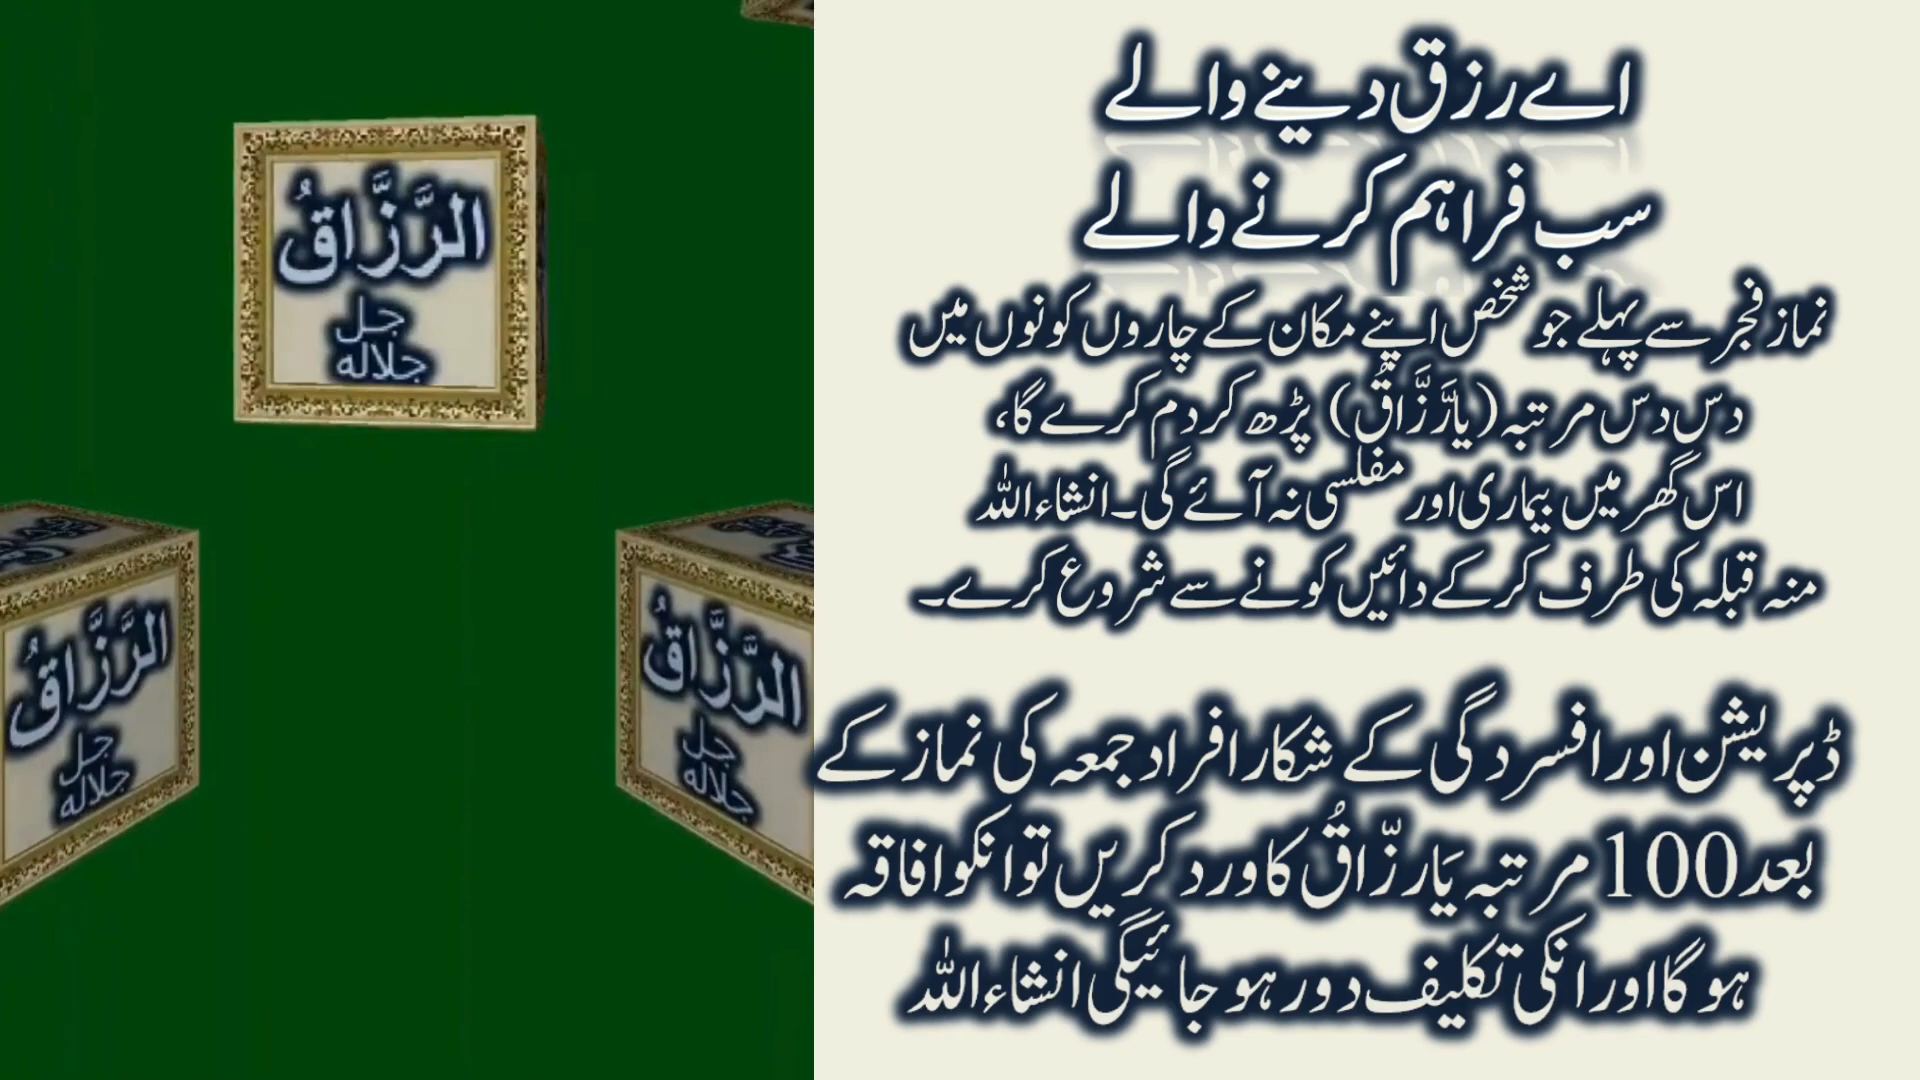 الرَّزَّاقُ
جل
جلاله
الرَّزَّاقُ
جل
جلاله
الرَّزَّاقُ
جل
جلاله
اے رزق دینے والے
سب فراہم کرنے والے
نماز فجر سے پہلے جو شخص اپنے مکان کے چاروں کونوں میں
دس دس مرتبہ (یارَزَّاقُ) پڑھ کر دم کرے گا،
اس گھر میں بیماری اور مفلسی نہ آئے گی۔ انشاء اللہ
منہ قبلہ کی طرف کر کے دائیں کونے سے شروع کرے۔
ڈپریشن اور افسردگی کے شکار افراد جمعہ کی نماز کے
بعد 100 مرتبہ یَارزّاقُ کا ورد کریں تو انکو افاقہ
ہو گا اور انکی تکلیف دور ہو جائیگی انشاء اللہ